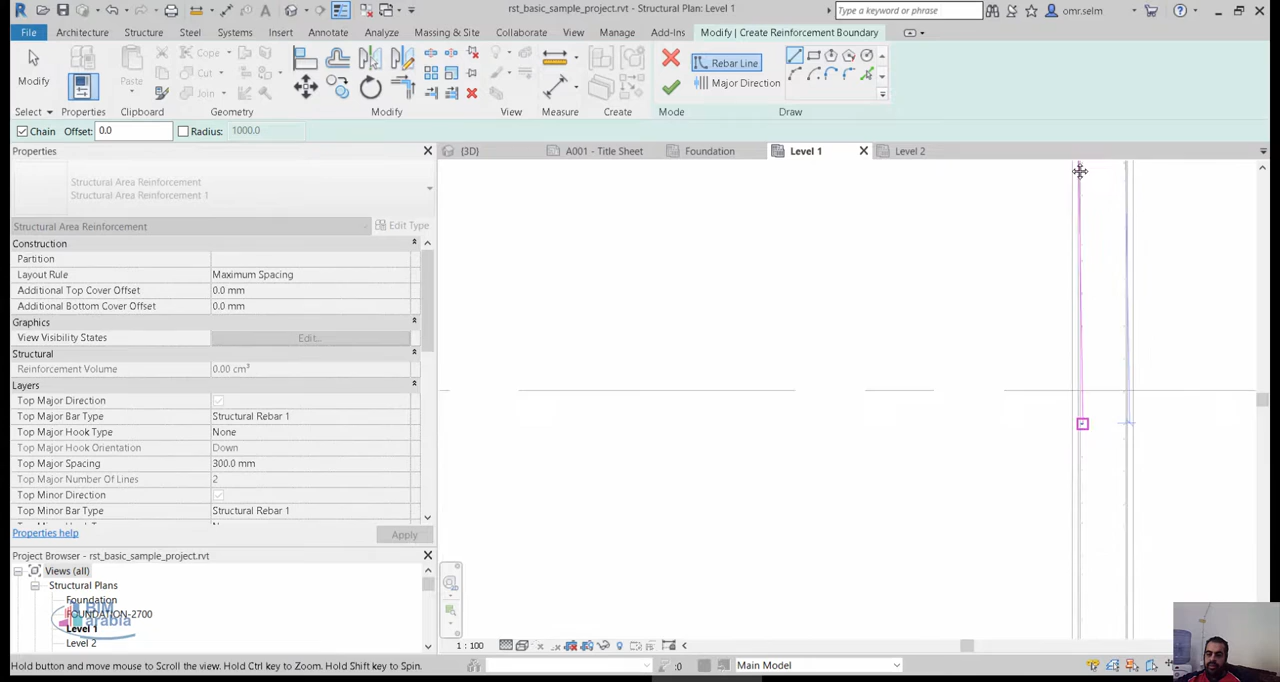 rst_basic_sample_project.rvt - Structural Plan: Level 1
Type a keyword or phrase
omr.selm
File Architecture Structure Steel Systems Insert Annotate Analyze Massing & Site Collaborate View Manage Add-Ins Modify | Create Reinforcement Boundary
Modify
Paste
Cope
Cut
Join
Rebar Line
Major Direction
Select Properties Clipboard Geometry Modify View Measure Create Mode Draw
Chain Offset: 0.0 Radius: 1000.0
Properties
{3D} A001 - Title Sheet Foundation Level 1 Level 2
Structural Area Reinforcement
Structural Area Reinforcement 1
Structural Area Reinforcement Edit Type
Construction
Partition
Layout Rule Maximum Spacing
Additional Top Cover Offset 0.0 mm
Additional Bottom Cover Offset 0.0 mm
Graphics
View Visibility States Edit...
Structural
Reinforcement Volume 0.00 cm³
Layers
Top Major Direction
Top Major Bar Type Structural Rebar 1
Top Major Hook Type None
Top Major Hook Orientation Down
Top Major Spacing 300.0 mm
Top Major Number Of Lines 2
Top Minor Direction
Top Minor Bar Type Structural Rebar 1
Properties help Apply
Project Browser - rst_basic_sample_project.rvt
Views (all)
Structural Plans
Foundation
FOUNDATION-2700
BIM
arabia
Level 1
Level 2
1 : 100
Hold button and move mouse to Scroll the view. Hold Ctrl key to Zoom. Hold Shift key to Spin.
:0
Main Model